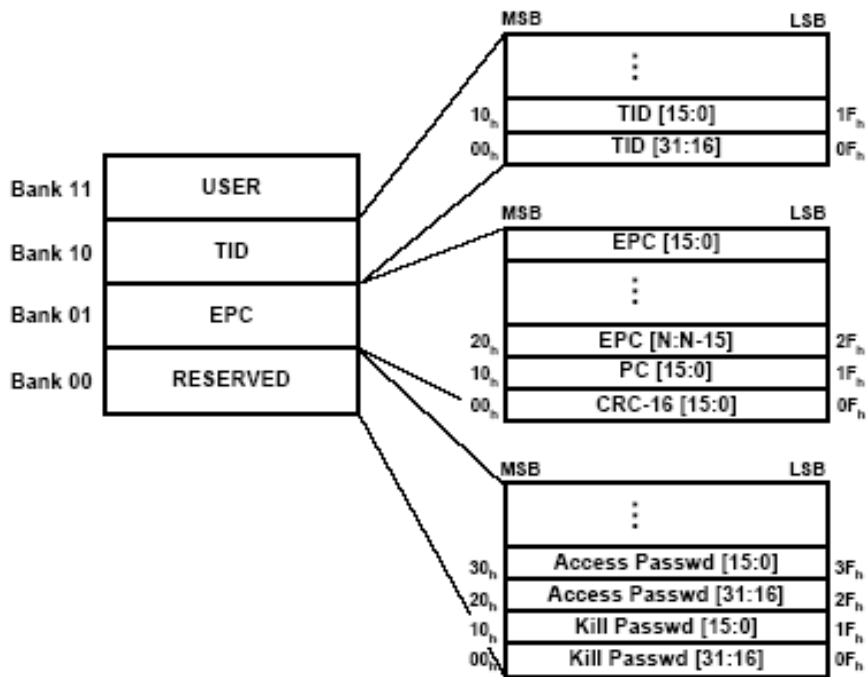 MSB LSB
⋮
10h TID [15:0] 1Fh
00h TID [31:16] 0Fh
Bank 11 USER
Bank 10 TID
Bank 01 EPC
Bank 00 RESERVED
MSB LSB
EPC [15:0]
⋮
20h EPC [N:N-15] 2Fh
10h PC [15:0] 1Fh
00h CRC-16 [15:0] 0Fh
MSB LSB
⋮
30h Access Passwd [15:0] 3Fh
20h Access Passwd [31:16] 2Fh
10h Kill Passwd [15:0] 1Fh
00h Kill Passwd [31:16] 0Fh